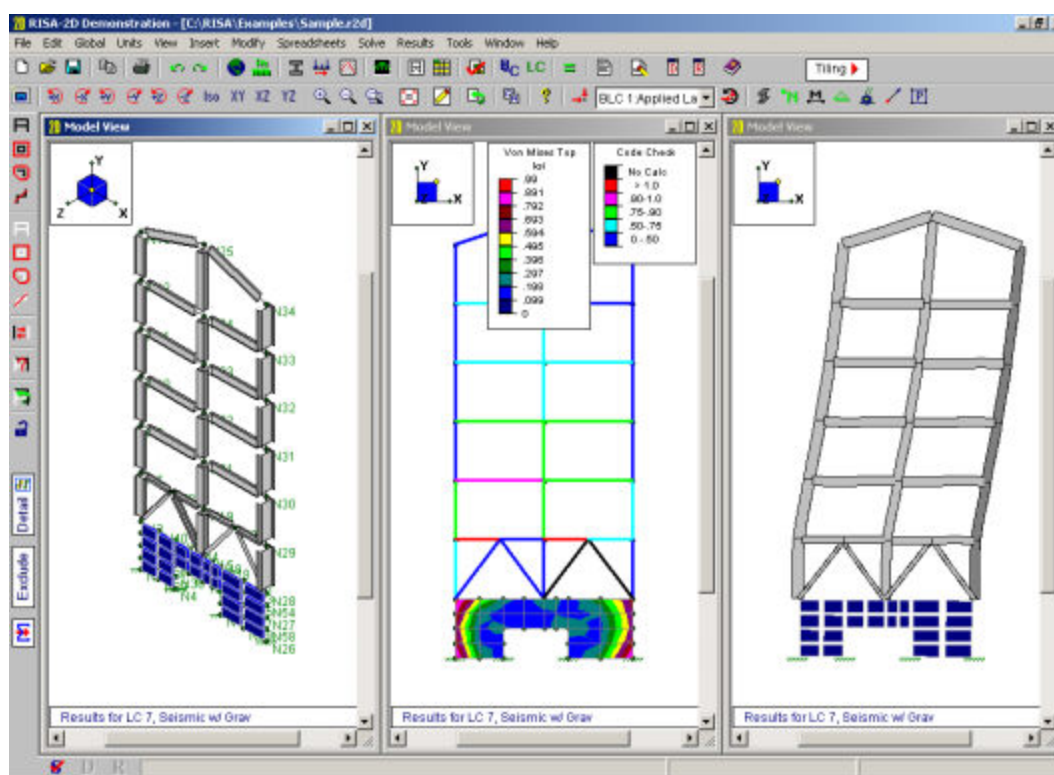 RISA-2D Demonstration - [C:\RISA\Examples\Sample.r2d]
File Edit Global Units View Insert Modify Spreadsheets Solve Results Tools Window Help
LC Tiling
Iso XY XZ YZ BLC 1:Applied La
Model View
Model View
Model View
Y
Z X
Y
Z X
Y
Z X
Von Mises Top
ksi
.99
.891
.792
.693
.594
.495
.396
.297
.198
.099
0
Code Check
No Calc
> 1.0
.90-1.0
.75-.90
.50-.75
0.-.50
N34
N33
N32
N31
N30
N29
N28
N54
N27
N58
N26
N4
Detail
Exclude
Results for LC 7, Seismic w/ Grav
Results for LC 7, Seismic w/ Grav
Results for LC 7, Seismic w/ Grav
S D R